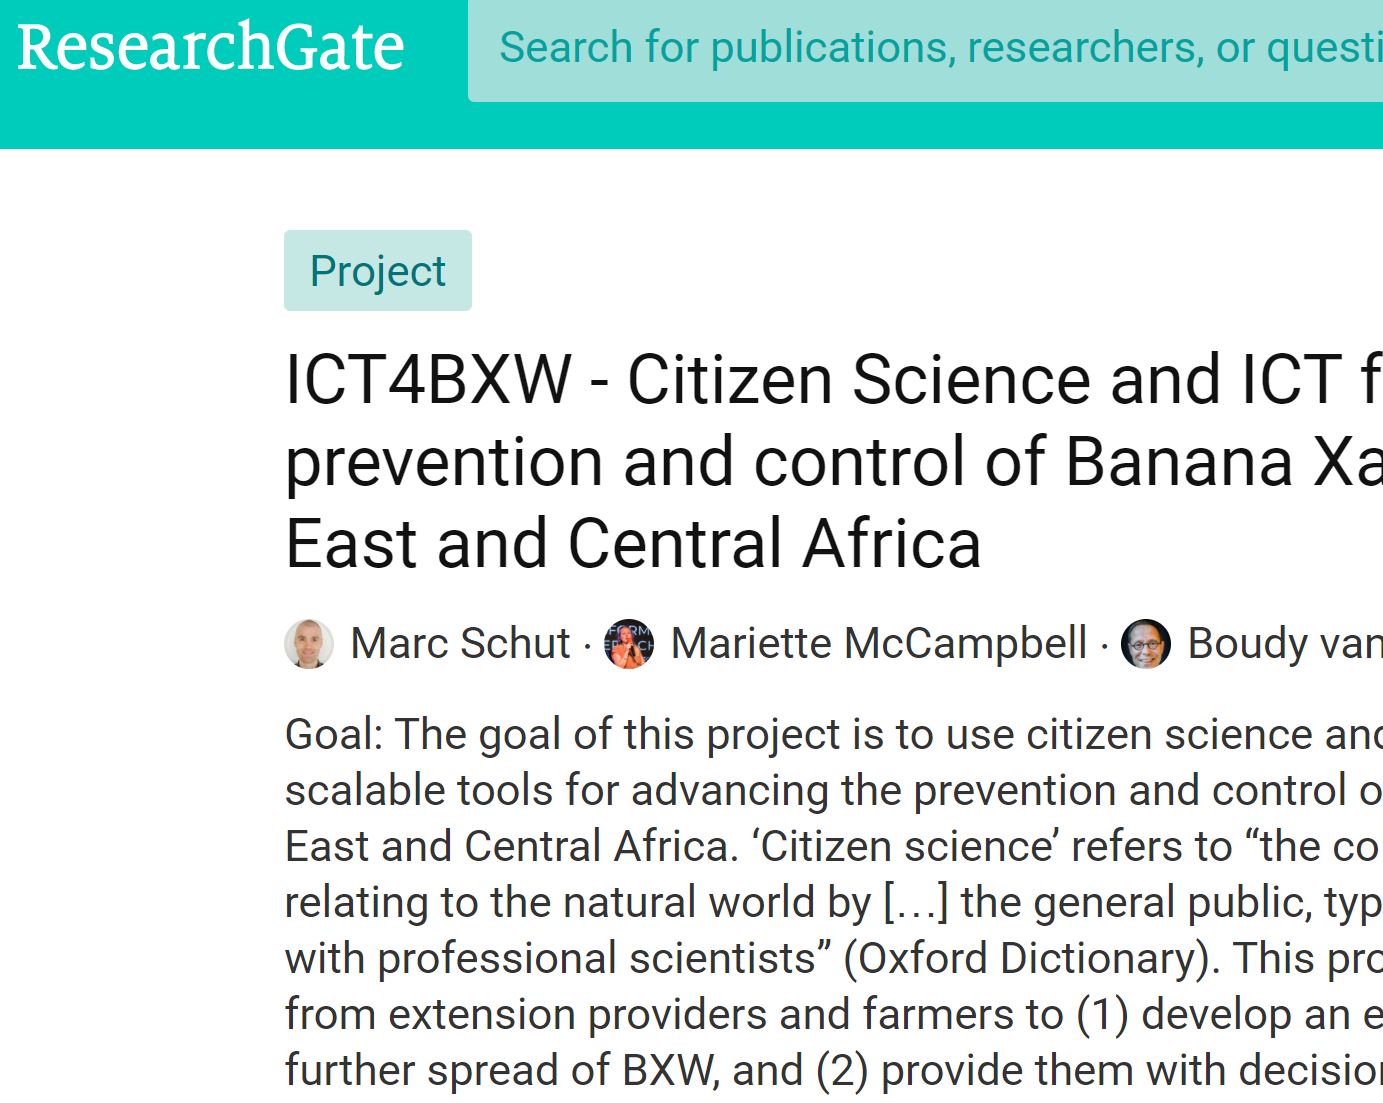 ResearchGate
Search for publications, researchers, or questi
Project
ICT4BXW - Citizen Science and ICT f
prevention and control of Banana Xa
East and Central Africa
Marc Schut · Mariette McCampbell · Boudy van
Goal: The goal of this project is to use citizen science and
scalable tools for advancing the prevention and control o
East and Central Africa. ‘Citizen science’ refers to “the co
relating to the natural world by […] the general public, typ
with professional scientists” (Oxford Dictionary). This pro
from extension providers and farmers to (1) develop an e
further spread of BXW, and (2) provide them with decision